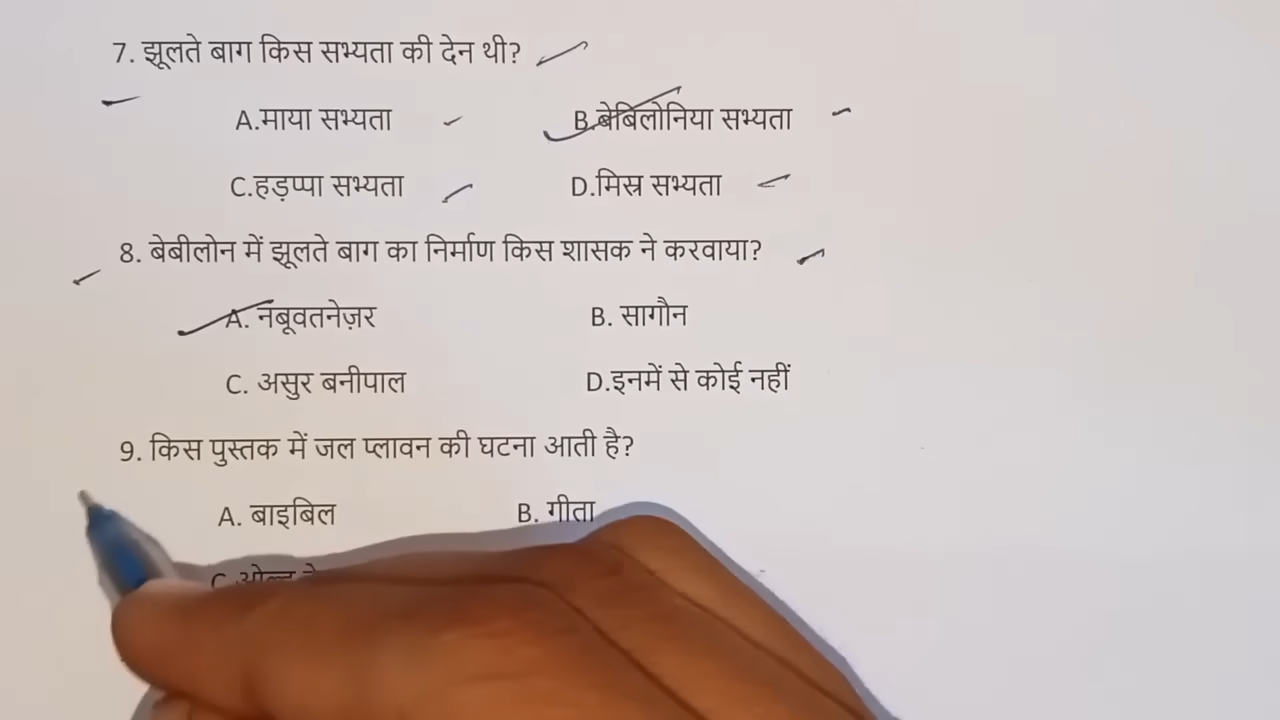 7. झूलते बाग किस सभ्यता की देन थी?
A.माया सभ्यता B.बेबिलोनिया सभ्यता
C.हड़प्पा सभ्यता D.मिस्र सभ्यता
8. बेबीलोन में झूलते बाग का निर्माण किस शासक ने करवाया?
A. नबूवतनेज़र B. सागौन
C. असुर बनीपाल D.इनमें से कोई नहीं
9. किस पुस्तक में जल प्लावन की घटना आती है?
A. बाइबिल B. गीता
C.ओल्ड